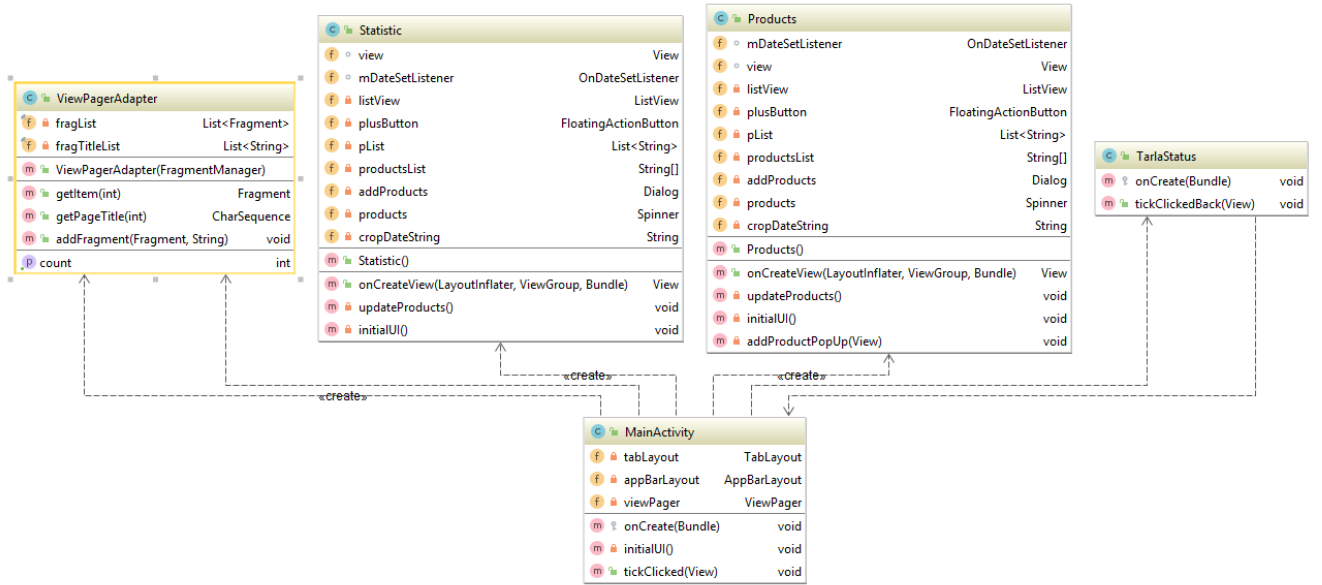 ViewPagerAdapter
fragList List<Fragment>
fragTitleList List<String>
ViewPagerAdapter(FragmentManager)
getItem(int) Fragment
getPageTitle(int) CharSequence
addFragment(Fragment, String) void
count int
Statistic
view View
mDateSetListener OnDateSetListener
listView ListView
plusButton FloatingActionButton
pList List<String>
productsList String[]
addProducts Dialog
products Spinner
cropDateString String
Statistic()
onCreateView(LayoutInflater, ViewGroup, Bundle) View
updateProducts() void
initialUI() void
Products
mDateSetListener OnDateSetListener
view View
listView ListView
plusButton FloatingActionButton
pList List<String>
productsList String[]
addProducts Dialog
products Spinner
cropDateString String
Products()
onCreateView(LayoutInflater, ViewGroup, Bundle) View
updateProducts() void
initialUI() void
addProductPopUp(View) void
TarlaStatus
onCreate(Bundle) void
tickClickedBack(View) void
«create»
«create»
«create»
MainActivity
tabLayout TabLayout
appBarLayout AppBarLayout
viewPager ViewPager
onCreate(Bundle) void
initialUI() void
tickClicked(View) void